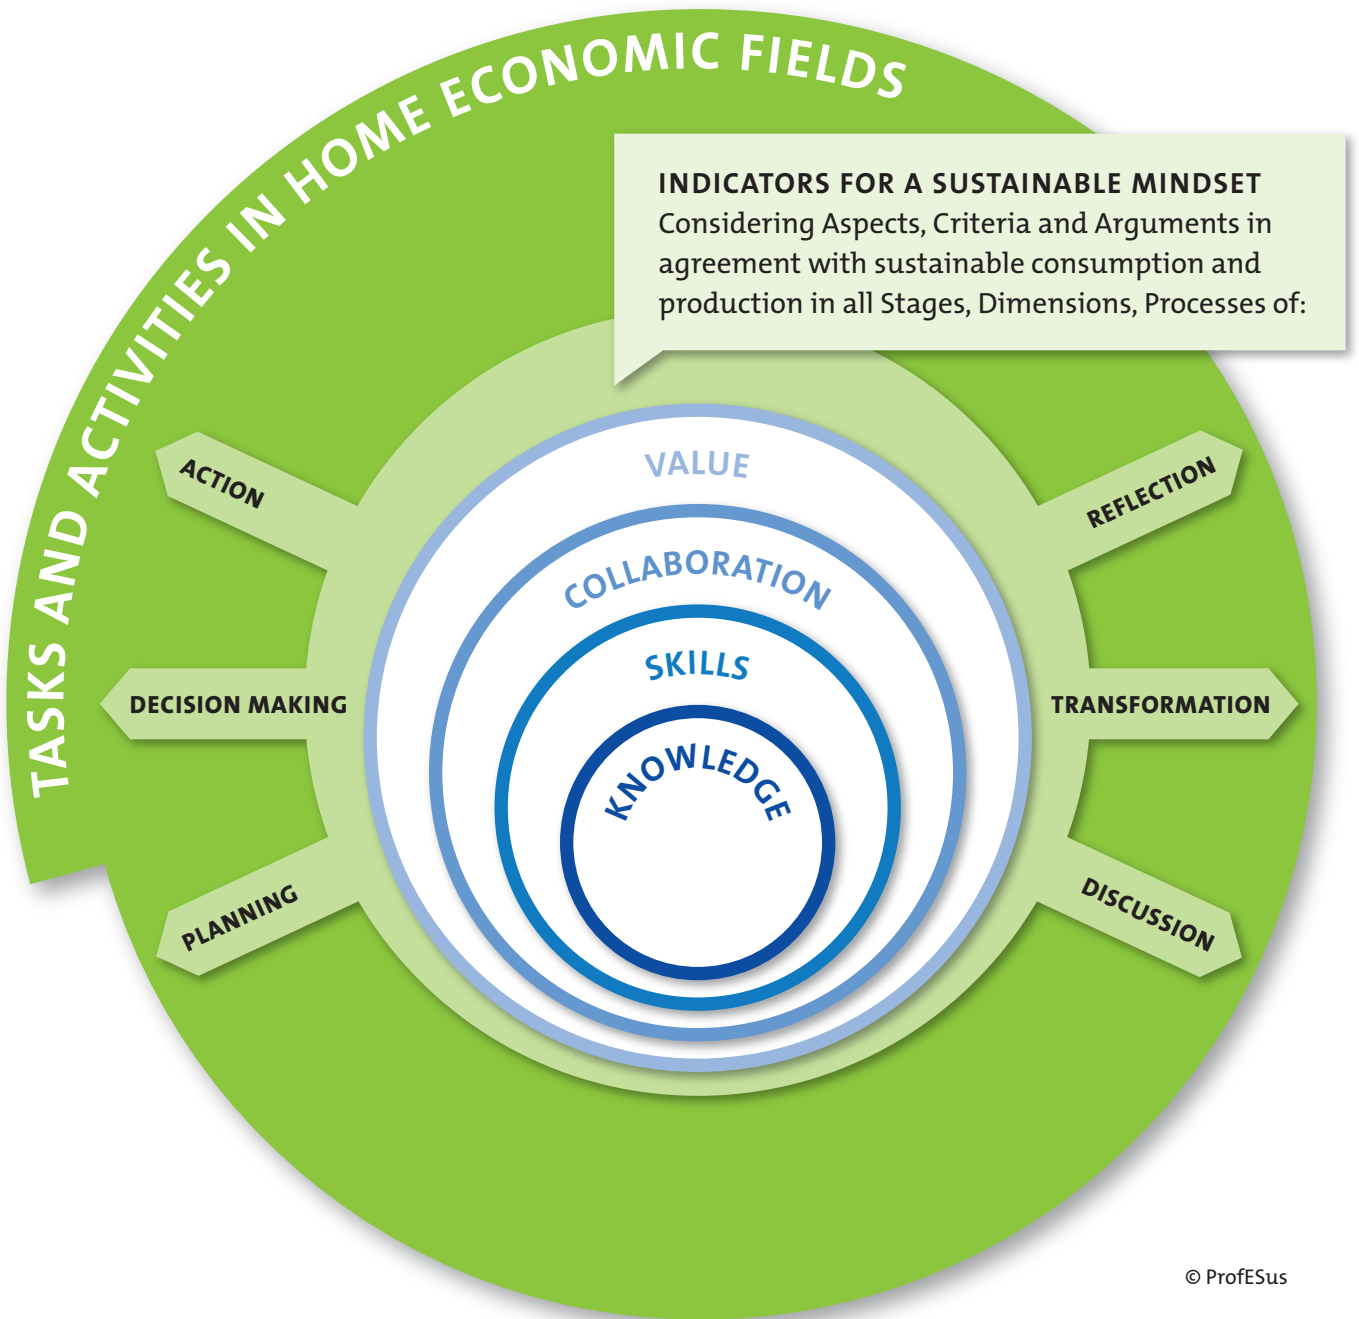 TASKS AND ACTIVITIES IN HOME ECONOMIC FIELDS
INDICATORS FOR A SUSTAINABLE MINDSET
Considering Aspects, Criteria and Arguments in
agreement with sustainable consumption and
production in all Stages, Dimensions, Processes of:
ACTION
DECISION MAKING
PLANNING
VALUE
COLLABORATION
SKILLS
KNOWLEDGE
REFLECTION
TRANSFORMATION
DISCUSSION
© ProfESus